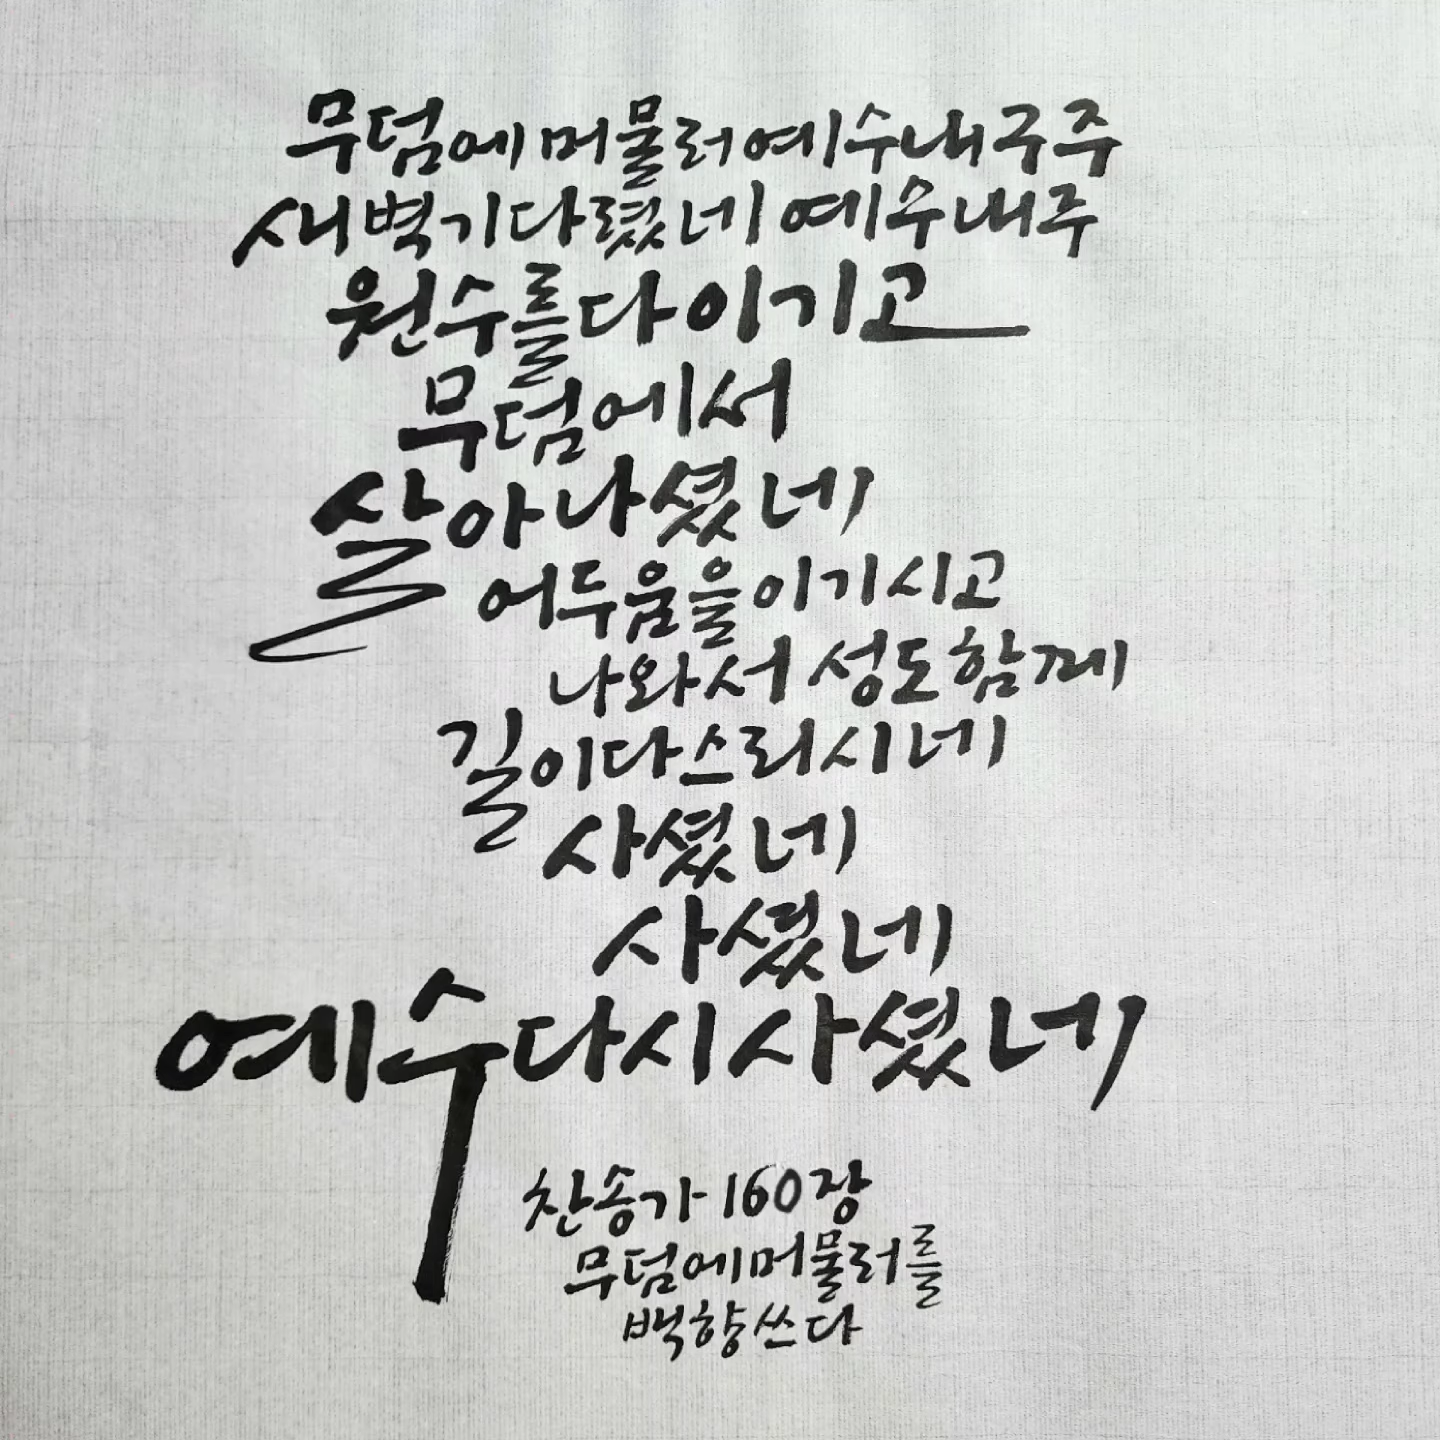 무덤에 머물러 예수 내 구주
새벽 기다렸네 예수 내 주
원수를 다 이기고
무덤에서
살아나셨네
어두움을 이기시고
나와서 성도 함께
길이 다스리시네
사셨네
사셨네
예수 다시 사셨네
찬송가 160장
무덤에 머물러를
백향 쓰다